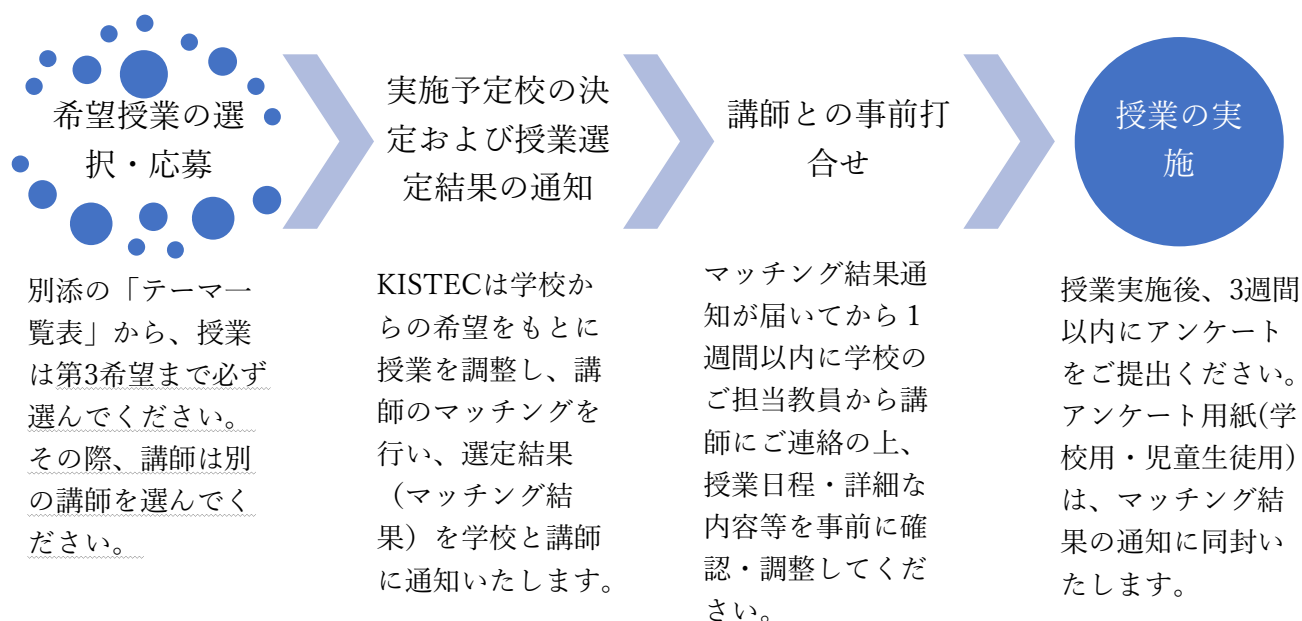 希望授業の選
択・応募
実施予定校の決
定および授業選
定結果の通知
講師との事前打
合せ
授業の実
施
別添の「テーマ一
覧表」から、授業
は第3希望まで必ず
選んでください。
その際、講師は別
の講師を選んでく
ださい。
KISTECは学校か
らの希望をもとに
授業を調整し、講
師のマッチングを
行い、選定結果
（マッチング結
果）を学校と講師
に通知いたします。
マッチング結果通
知が届いてから１
週間以内に学校の
ご担当教員から講
師にご連絡の上、
授業日程・詳細な
内容等を事前に確
認・調整してくだ
さい。
授業実施後、3週間
以内にアンケート
をご提出ください。
アンケート用紙(学
校用・児童生徒用)
は、マッチング結
果の通知に同封い
たします。